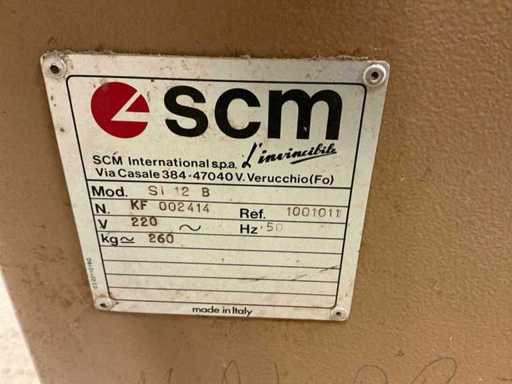 scm
SCM International s.p.a. L'invincibile
Via Casale 384-47040 V. Verucchio (Fo)
Mod. SI 12 B
N. KF 002414 Ref. 1001011
V 220 ~ Hz 50
kg ≃ 260
made in Italy